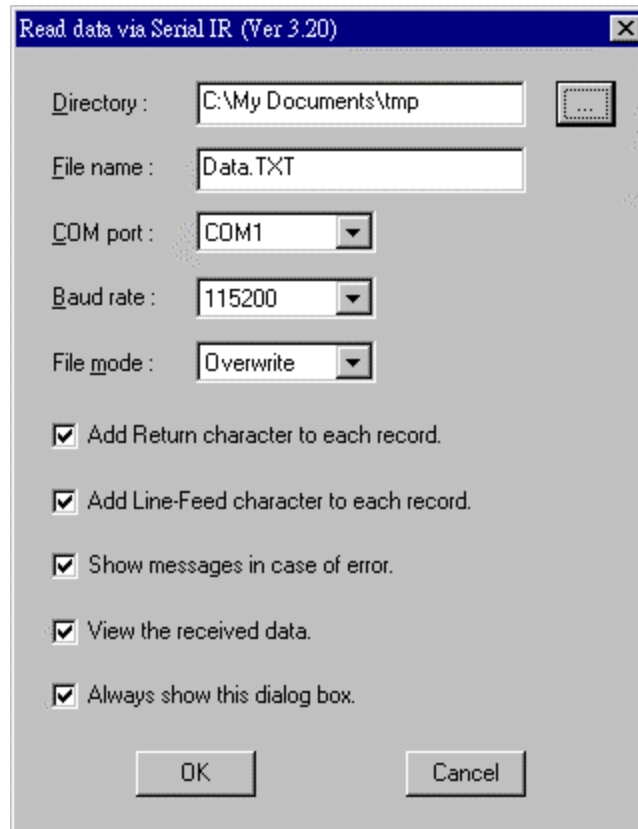 Read data via Serial IR (Ver 3.20)
Directory : C:\My Documents\tmp ...
File name : Data.TXT
COM port : COM1
Baud rate : 115200
File mode : Overwrite
Add Return character to each record.
Add Line-Feed character to each record.
Show messages in case of error.
View the received data.
Always show this dialog box.
OK Cancel